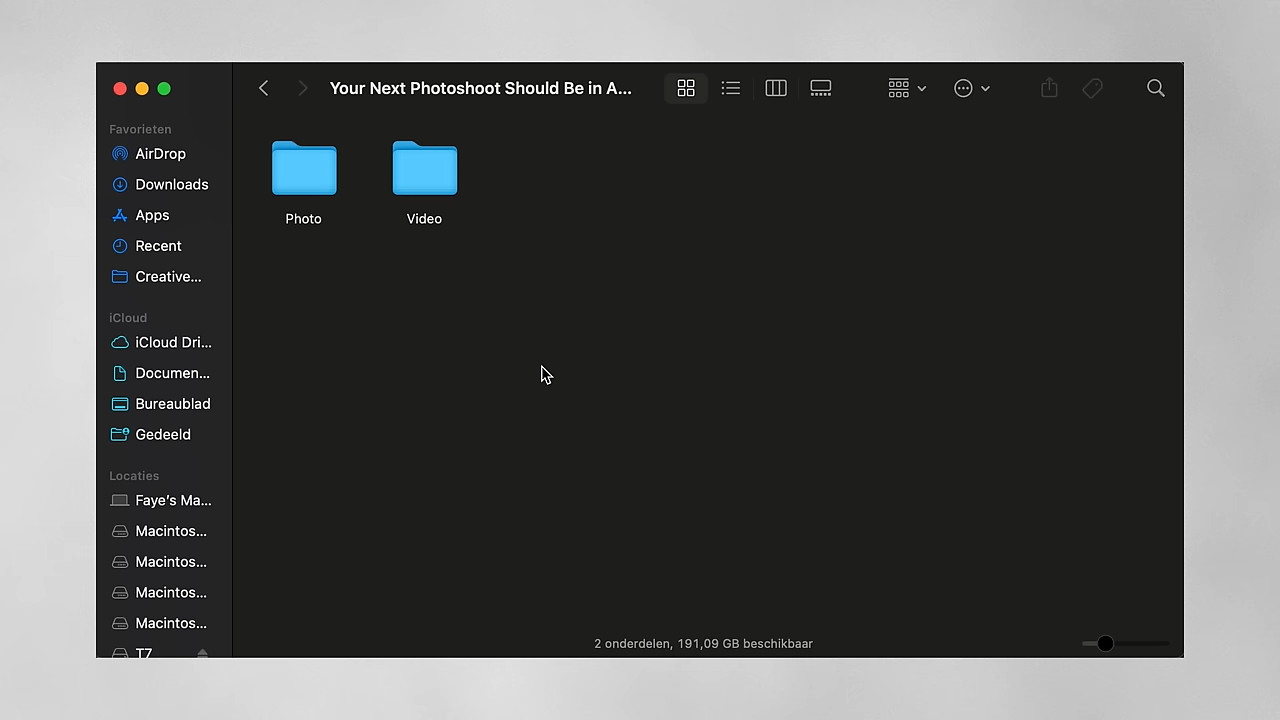 Your Next Photoshoot Should Be in A...
Favorieten
AirDrop
Downloads
Apps
Recent
Creative...
iCloud
iCloud Dri...
Documen...
Bureaublad
Gedeeld
Locaties
Faye's Ma...
Macintos...
Macintos...
Macintos...
Macintos...
T7
Photo
Video
2 onderdelen, 191,09 GB beschikbaar